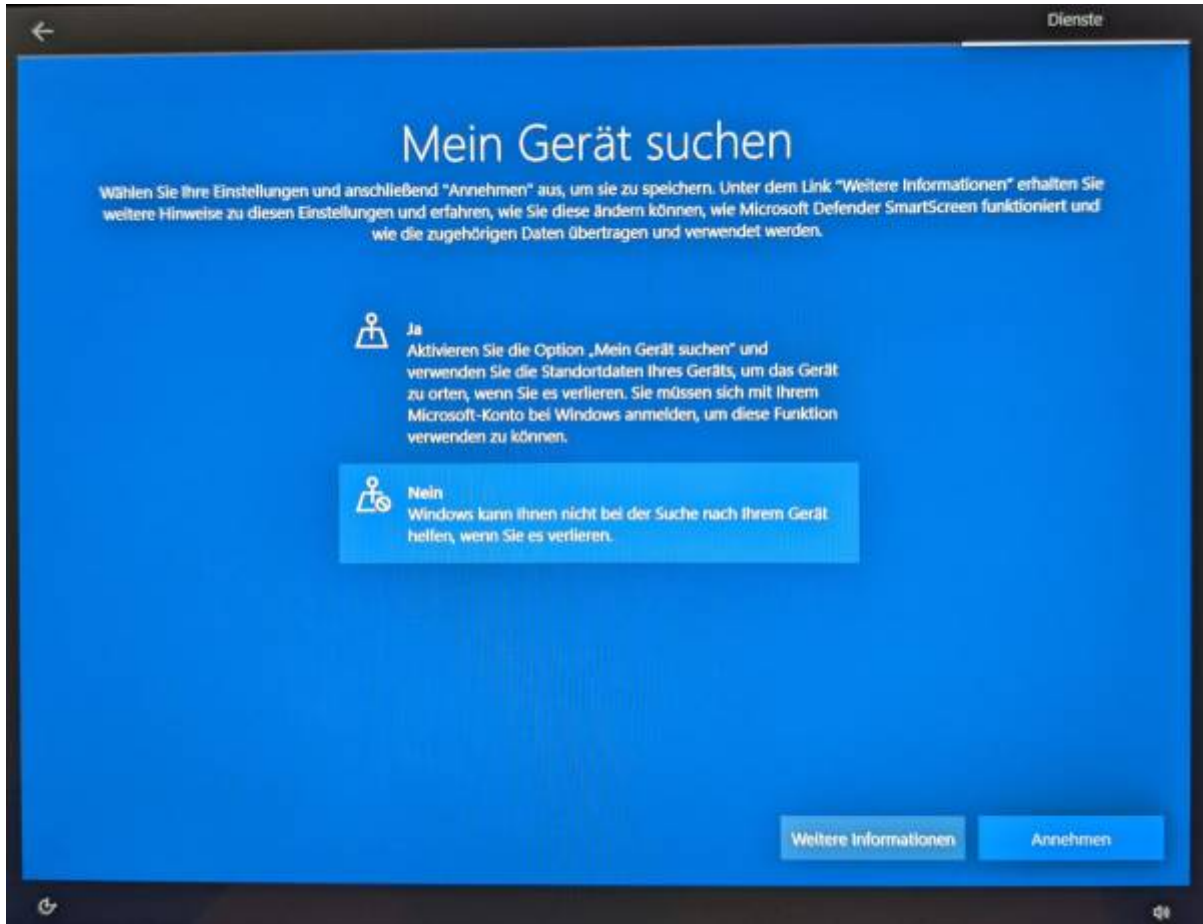 Dienste
Mein Gerät suchen
Wählen Sie Ihre Einstellungen und anschließend "Annehmen" aus, um sie zu speichern. Unter dem Link "Weitere Informationen" erhalten Sie
weitere Hinweise zu diesen Einstellungen und erfahren, wie Sie diese ändern können, wie Microsoft Defender SmartScreen funktioniert und
wie die zugehörigen Daten übertragen und verwendet werden.
Ja
Aktivieren Sie die Option „Mein Gerät suchen" und
verwenden Sie die Standortdaten Ihres Geräts, um das Gerät
zu orten, wenn Sie es verlieren. Sie müssen sich mit Ihrem
Microsoft-Konto bei Windows anmelden, um diese Funktion
verwenden zu können.
Nein
Windows kann Ihnen nicht bei der Suche nach Ihrem Gerät
helfen, wenn Sie es verlieren.
Weitere Informationen
Annehmen